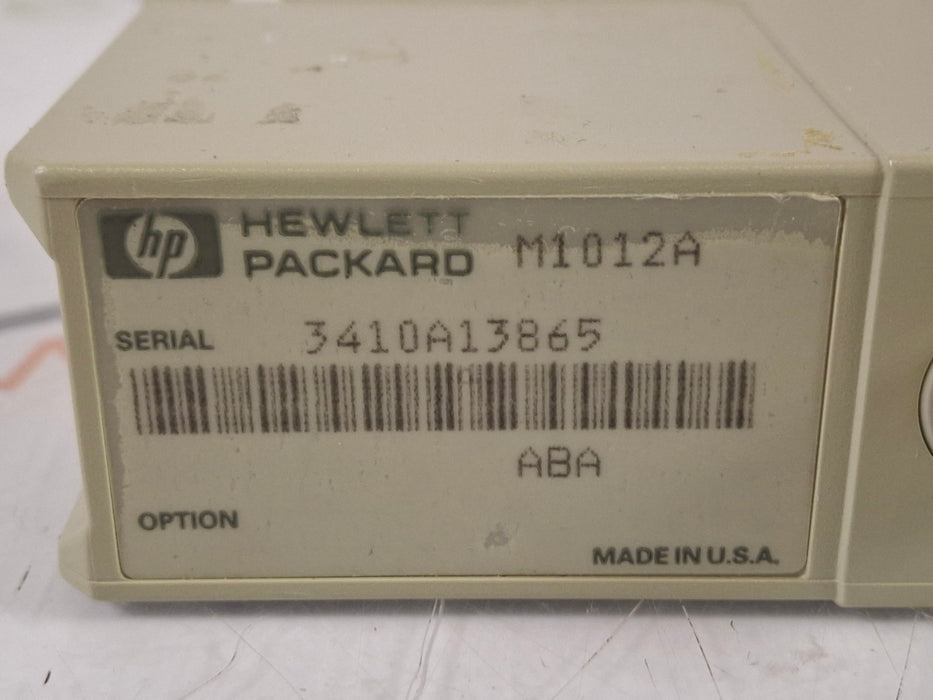 hp HEWLETT
PACKARD M1012A
SERIAL 3410A13865
ABA
OPTION
MADE IN U.S.A.